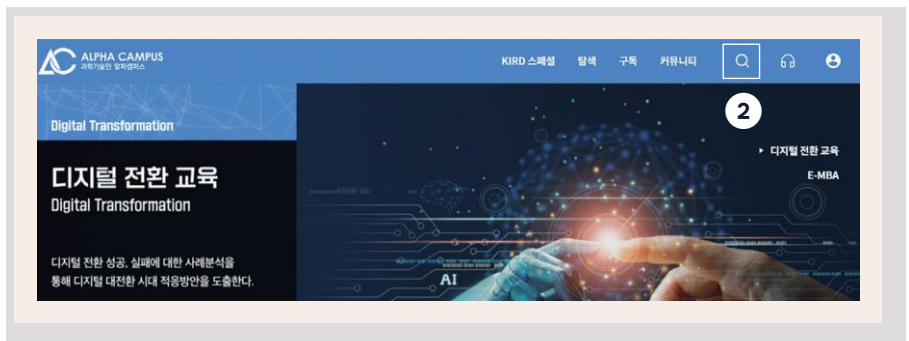 ALPHA CAMPUS
과학기술인 알파캠퍼스
KIRD 스페셜 탐색 구독 커뮤니티
2
Digital Transformation
디지털 전환 교육
E-MBA
디지털 전환 교육
Digital Transformation
디지털 전환 성공, 실패에 대한 사례분석을
통해 디지털 대전환 시대 적응방안을 도출한다.
AI